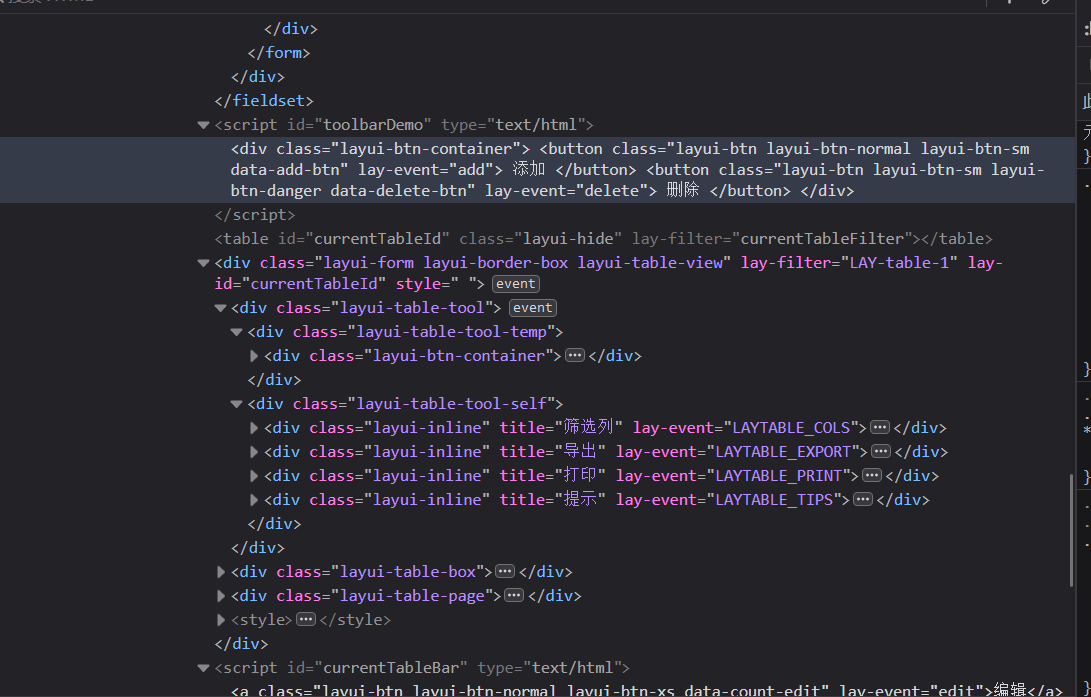 </div>
</form>
</div>
</fieldset>
<script id="toolbarDemo" type="text/html">
<div class="layui-btn-container"> <button class="layui-btn layui-btn-normal layui-btn-sm
data-add-btn" lay-event="add"> 添加 </button> <button class="layui-btn layui-btn-sm layui-
btn-danger data-delete-btn" lay-event="delete"> 删除 </button> </div>
</script>
<table id="currentTableId" class="layui-hide" lay-filter="currentTableFilter"></table>
<div class="layui-form layui-border-box layui-table-view" lay-filter="LAY-table-1" lay-
id="currentTableId" style=" "> event
<div class="layui-table-tool"> event
<div class="layui-table-tool-temp">
<div class="layui-btn-container">•••</div>
</div>
<div class="layui-table-tool-self">
<div class="layui-inline" title="筛选列" lay-event="LAYTABLE_COLS">•••</div>
<div class="layui-inline" title="导出" lay-event="LAYTABLE_EXPORT">•••</div>
<div class="layui-inline" title="打印" lay-event="LAYTABLE_PRINT">•••</div>
<div class="layui-inline" title="提示" lay-event="LAYTABLE_TIPS">•••</div>
</div>
</div>
<div class="layui-table-box">•••</div>
<div class="layui-table-page">•••</div>
<style>•••</style>
</div>
<script id="currentTableBar" type="text/html">
<a class="layui-btn layui-btn-normal layui-btn-xs data-count-edit" lay-event="edit">编辑</a>